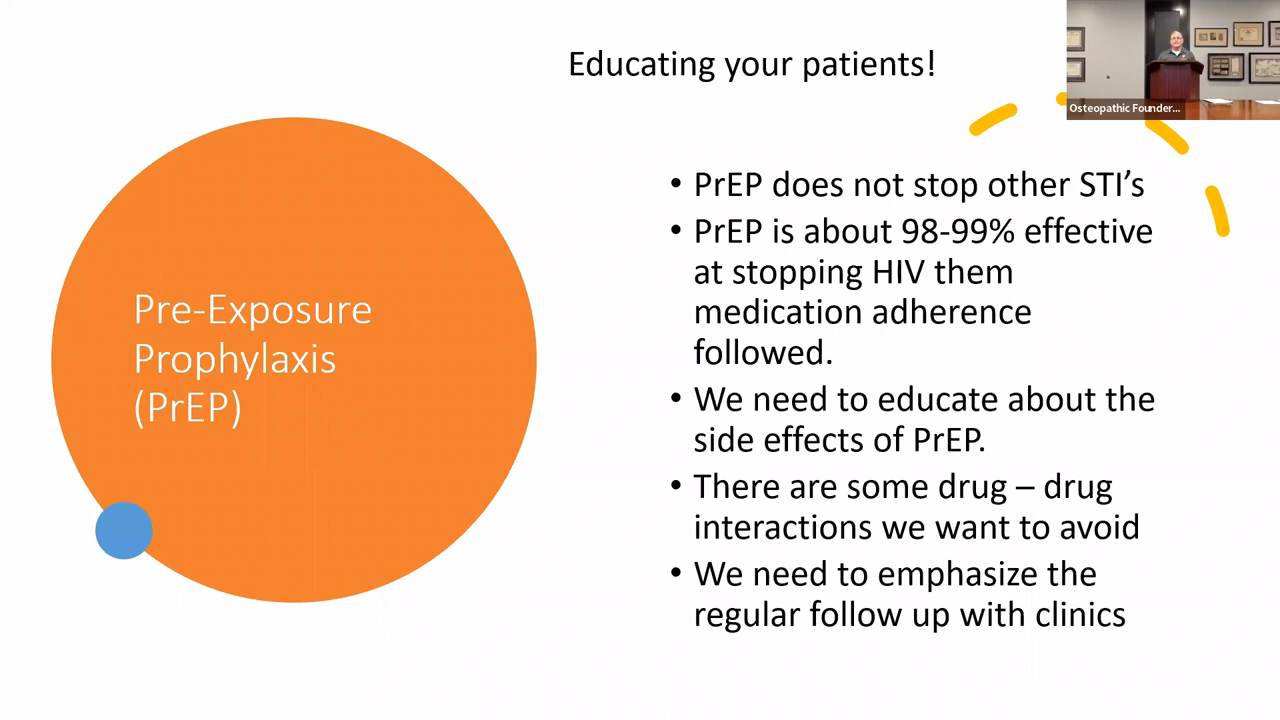 Educating your patients!
Osteopathic Founder...
Pre-Exposure
Prophylaxis
(PrEP)
• PrEP does not stop other STI’s
• PrEP is about 98-99% effective
at stopping HIV them
medication adherence
followed.
• We need to educate about the
side effects of PrEP.
• There are some drug – drug
interactions we want to avoid
• We need to emphasize the
regular follow up with clinics